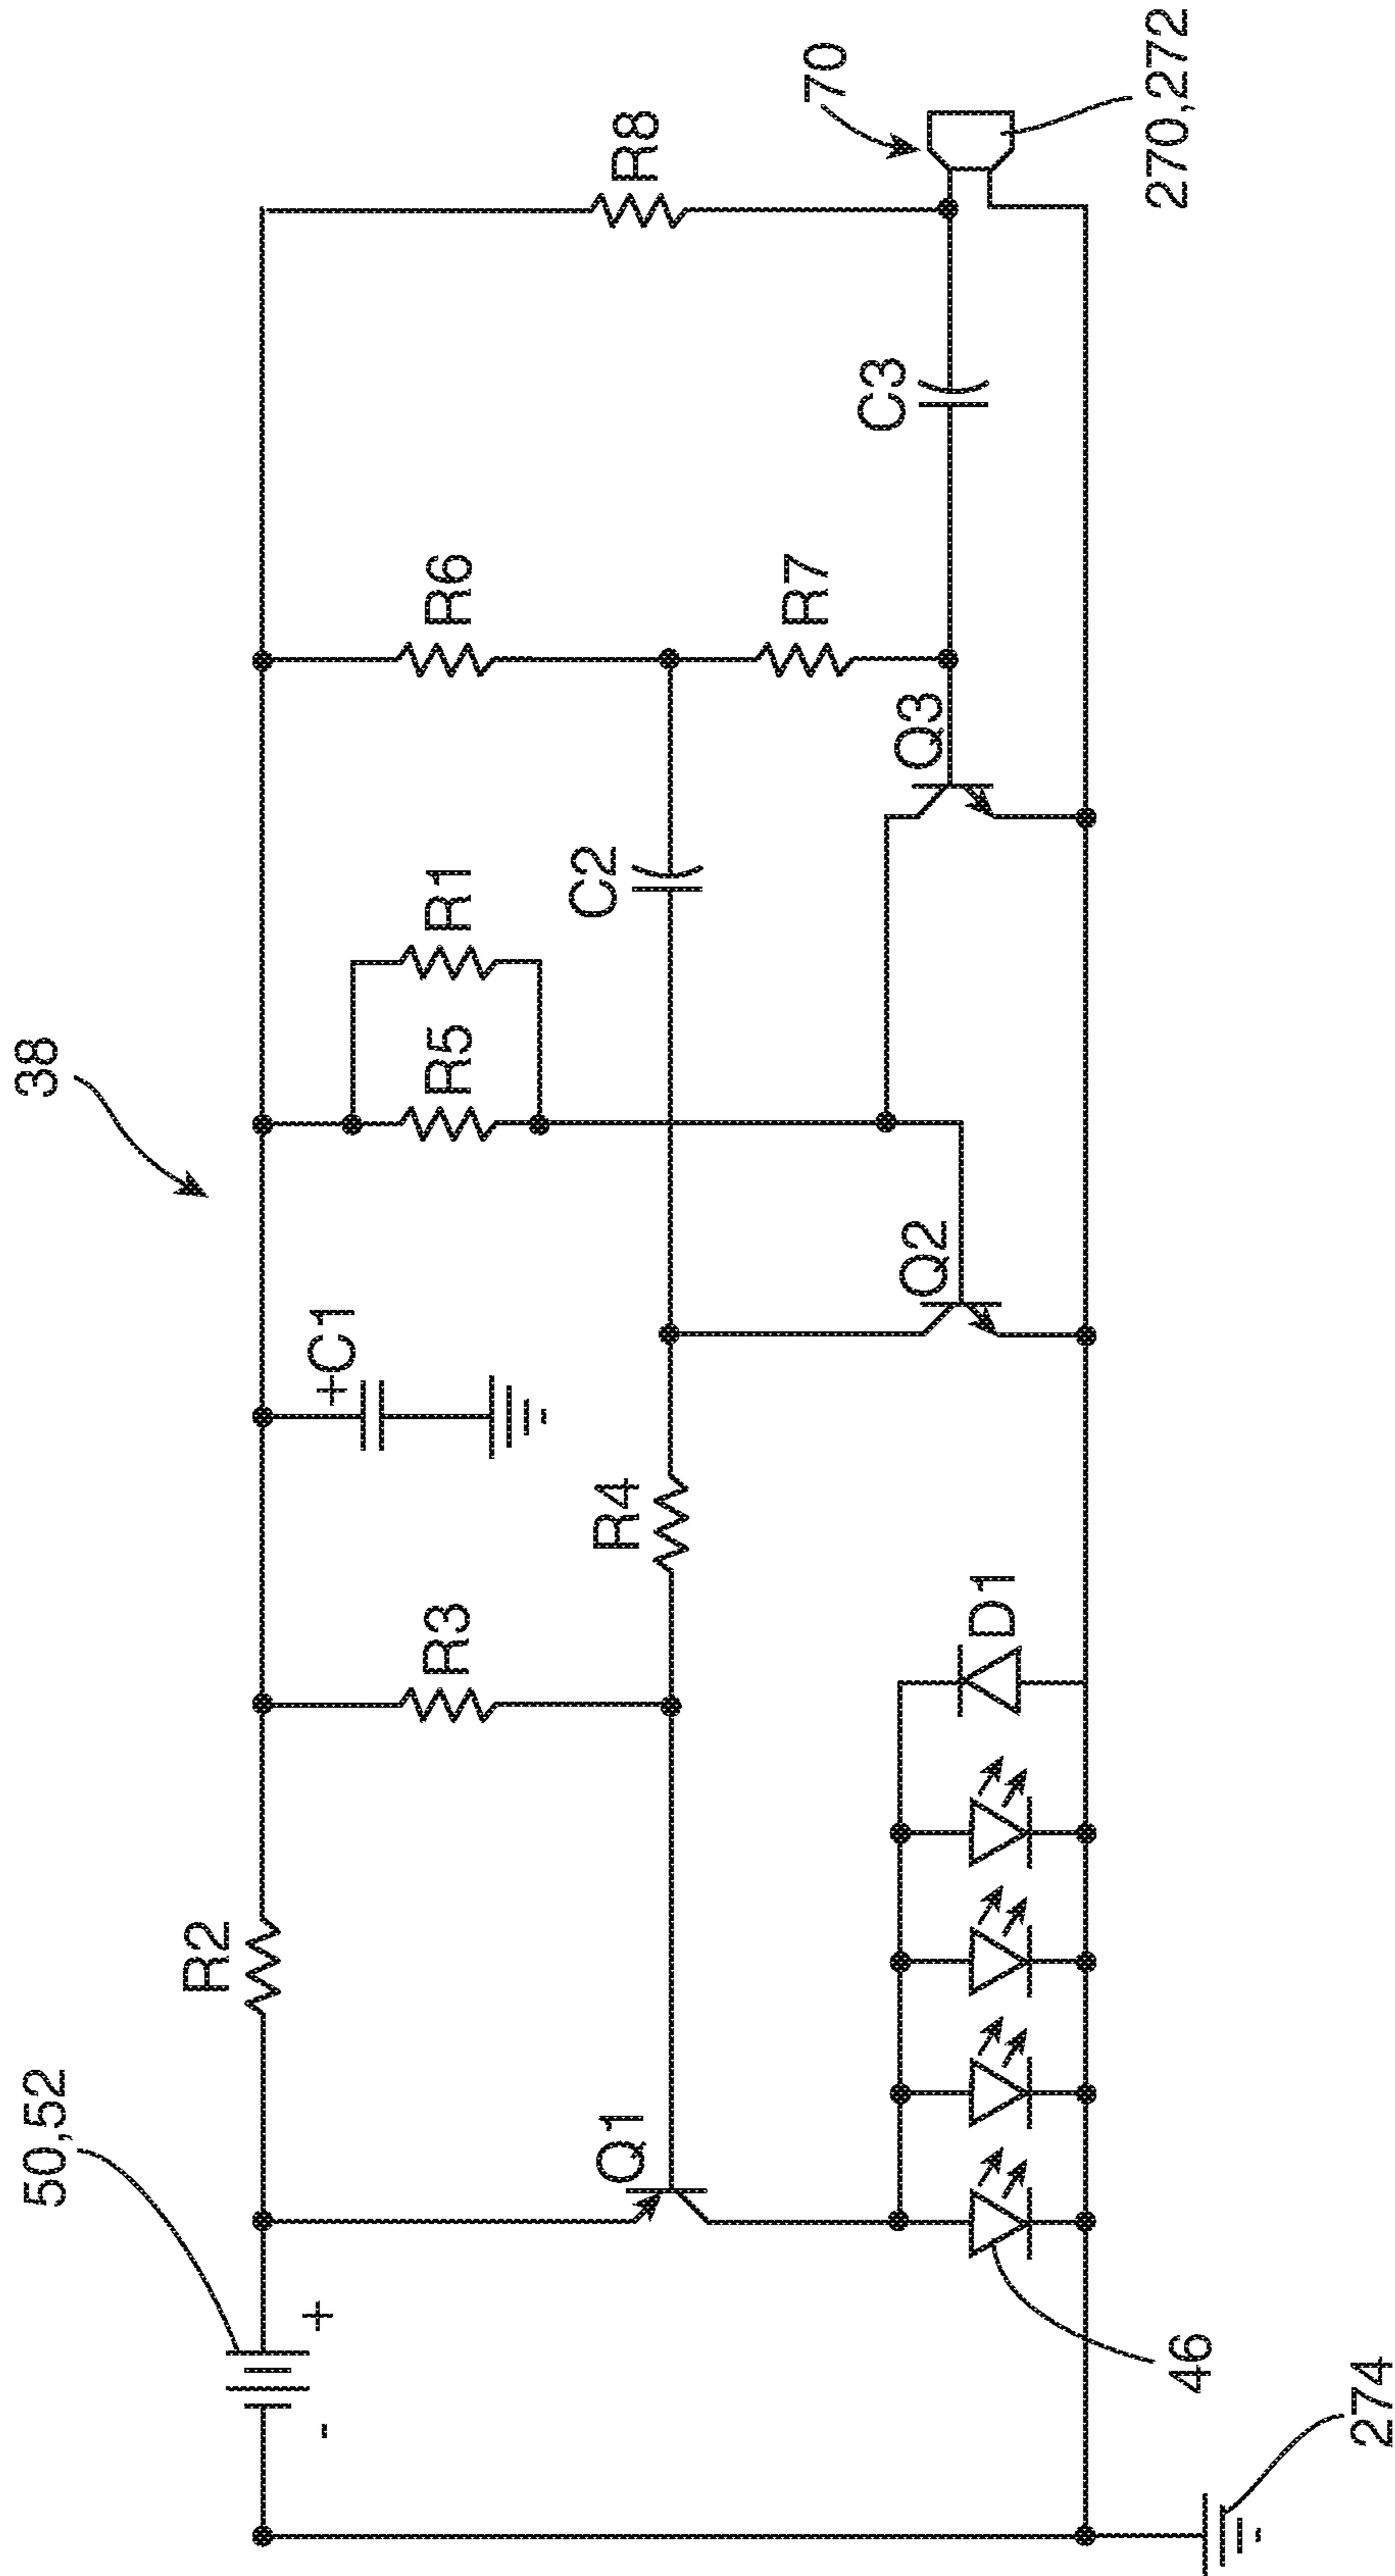 38
50,52
R2
+
-
R3
+C1
R5
R1
R6
R8
Q1
R4
C2
R7
Q2
Q3
C3
70
D1
46
270,272
274